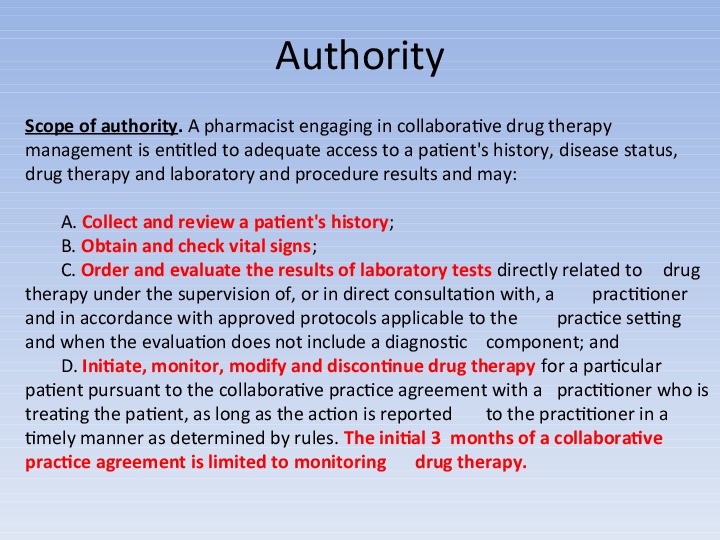 Authority
Scope of authority. A pharmacist engaging in collaborative drug therapy
management is entitled to adequate access to a patient's history, disease status,
drug therapy and laboratory and procedure results and may:
A. Collect and review a patient's history;
B. Obtain and check vital signs;
C. Order and evaluate the results of laboratory tests directly related to drug
therapy under the supervision of, or in direct consultation with, a practitioner
and in accordance with approved protocols applicable to the practice setting
and when the evaluation does not include a diagnostic component; and
D. Initiate, monitor, modify and discontinue drug therapy for a particular
patient pursuant to the collaborative practice agreement with a practitioner who is
treating the patient, as long as the action is reported to the practitioner in a
timely manner as determined by rules. The initial 3 months of a collaborative
practice agreement is limited to monitoring drug therapy.